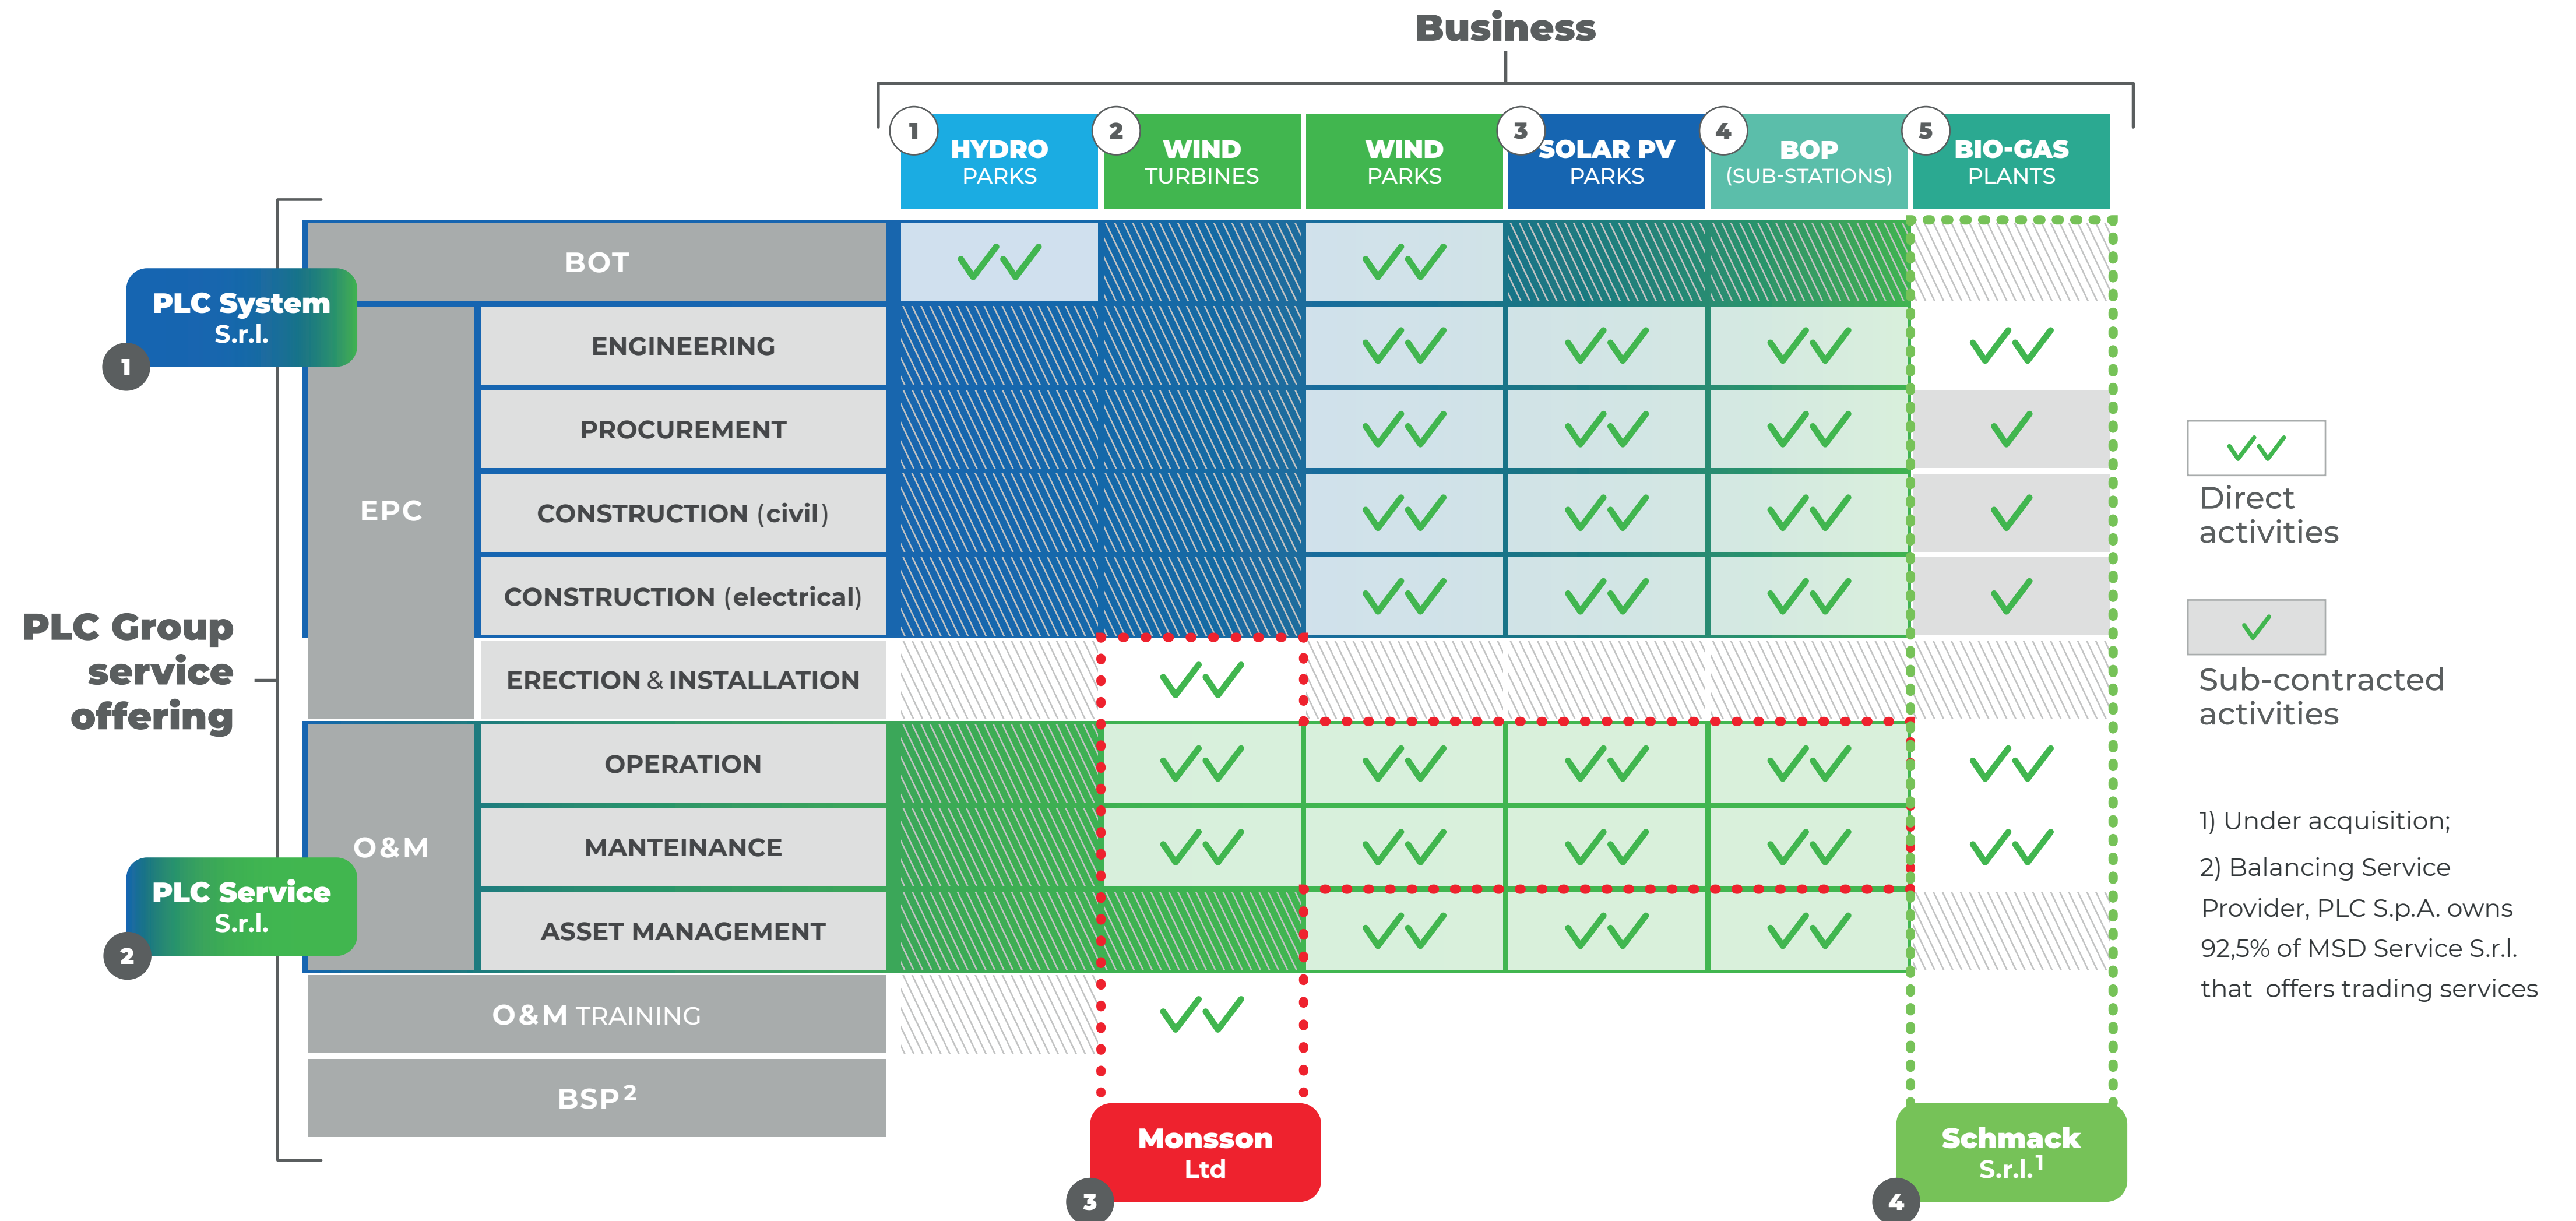 Business
1
HYDRO
PARKS
2
WIND
TURBINES
WIND
PARKS
3
SOLAR PV
PARKS
4
BOP
(SUB-STATIONS)
5
BIO-GAS
PLANTS
PLC Group
service
offering
PLC System
S.r.l.
1
BOT
EPC
ENGINEERING
PROCUREMENT
CONSTRUCTION (civil)
CONSTRUCTION (electrical)
ERECTION & INSTALLATION
PLC Service
S.r.l.
2
O&M
OPERATION
MANTEINANCE
ASSET MANAGEMENT
O&M TRAINING
BSP²
Monsson
Ltd
3
Schmack
S.r.l.¹
4
Direct
activities
Sub-contracted
activities
1) Under acquisition;
2) Balancing Service
Provider, PLC S.p.A. owns
92,5% of MSD Service S.r.l.
that offers trading services